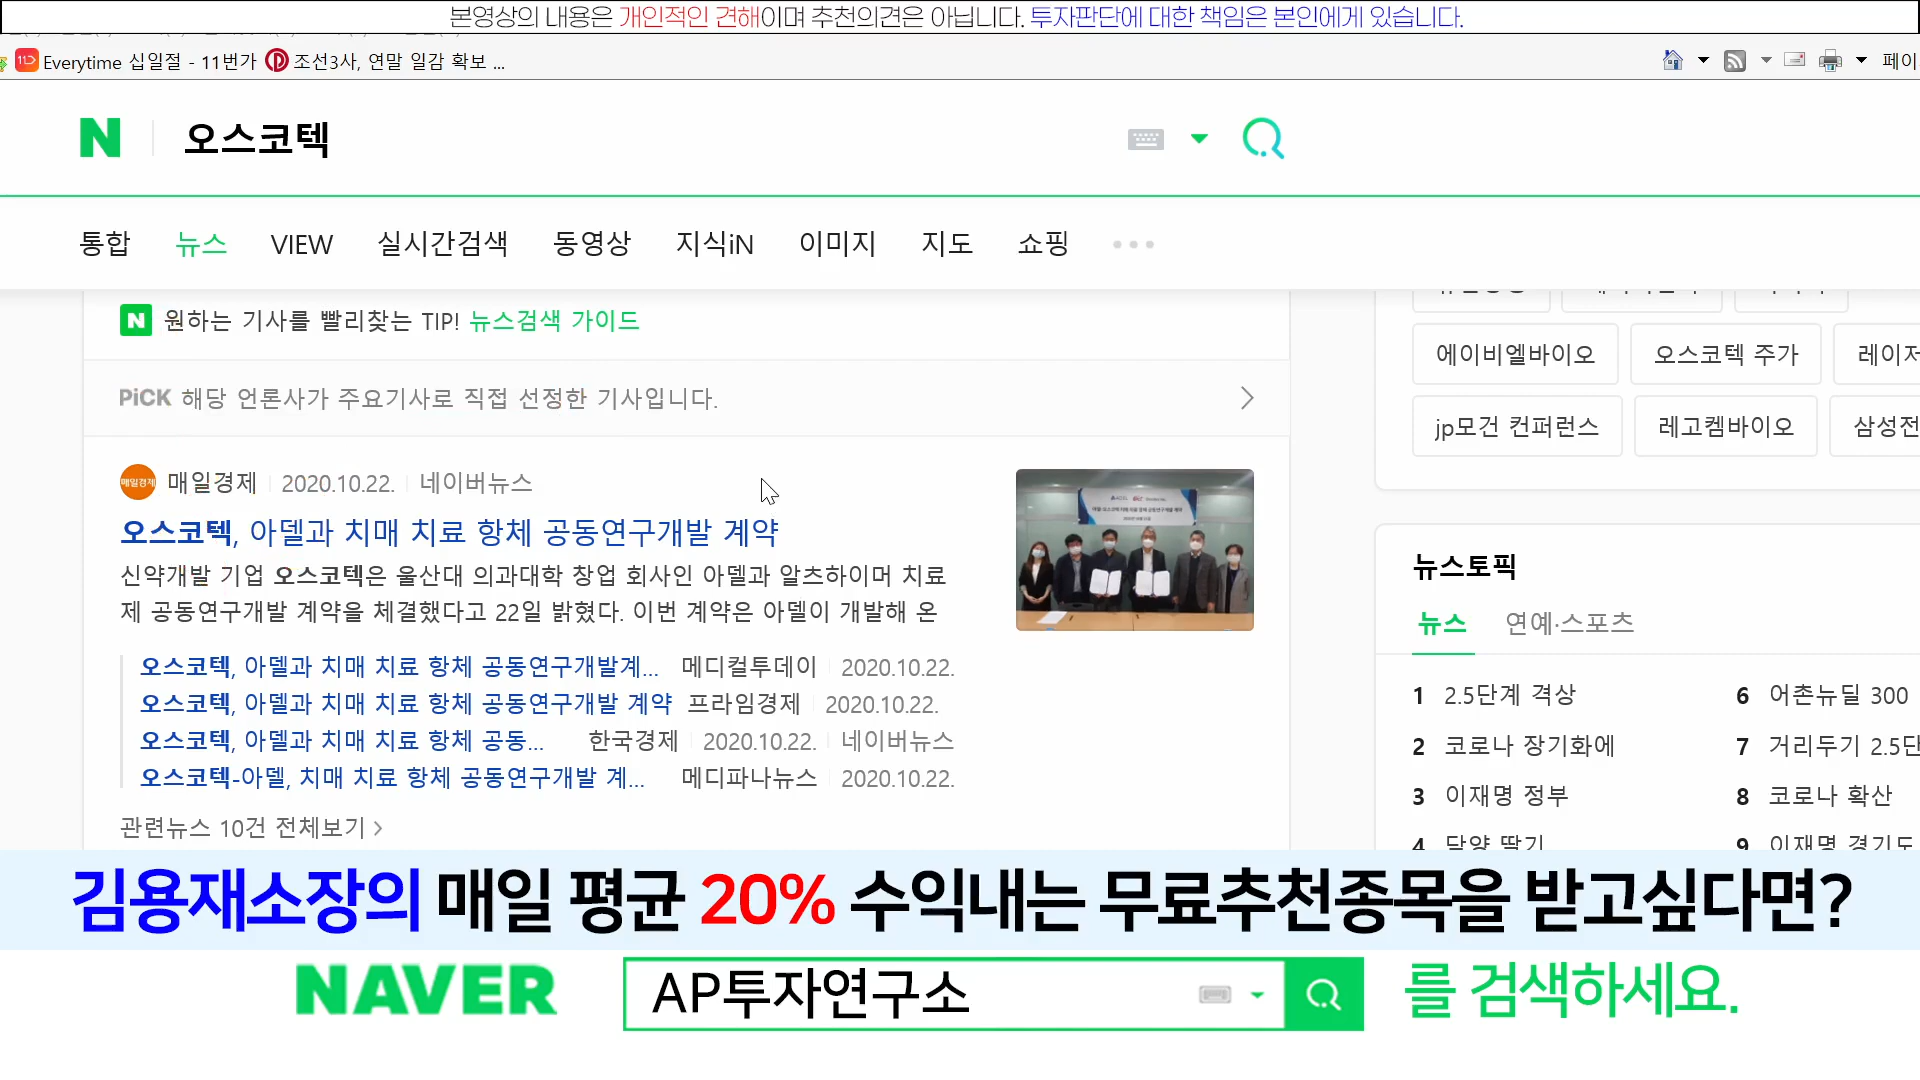 본영상의 내용은 개인적인 견해이며 추천의견은 아닙니다. 투자판단에 대한 책임은 본인에게 있습니다.
Everytime 십일절 - 11번가 조선3사, 연말 일감 확보 ... 페이
N 오스코텍
통합 뉴스 VIEW 실시간검색 동영상 지식iN 이미지 지도 쇼핑
N 원하는 기사를 빨리찾는 TIP! 뉴스검색 가이드
PiCK 해당 언론사가 주요기사로 직접 선정한 기사입니다.
매일경제 매일경제 2020.10.22. 네이버뉴스
오스코텍, 아델과 치매 치료 항체 공동연구개발 계약
신약개발 기업 오스코텍은 울산대 의과대학 창업 회사인 아델과 알츠하이머 치료
제 공동연구개발 계약을 체결했다고 22일 밝혔다. 이번 계약은 아델이 개발해 온
오스코텍, 아델과 치매 치료 항체 공동연구개발계... 메디컬투데이 2020.10.22.
오스코텍, 아델과 치매 치료 항체 공동연구개발 계약 프라임경제 2020.10.22.
오스코텍, 아델과 치매 치료 항체 공동... 한국경제 2020.10.22. 네이버뉴스
오스코텍-아델, 치매 치료 항체 공동연구개발 계... 메디파나뉴스 2020.10.22.
관련뉴스 10건 전체보기
에이비엘바이오 오스코텍 주가 레이저
jp모건 컨퍼런스 레고켐바이오 삼성전
뉴스토픽
뉴스 연예·스포츠
1 2.5단계 격상 6 어촌뉴딜 300
2 코로나 장기화에 7 거리두기 2.5단
3 이재명 정부 8 코로나 확산
4 담양 딸기 9 이재명 경기도
김용재소장의 매일 평균 20% 수익내는 무료추천종목을 받고싶다면?
NAVER AP투자연구소 를 검색하세요.